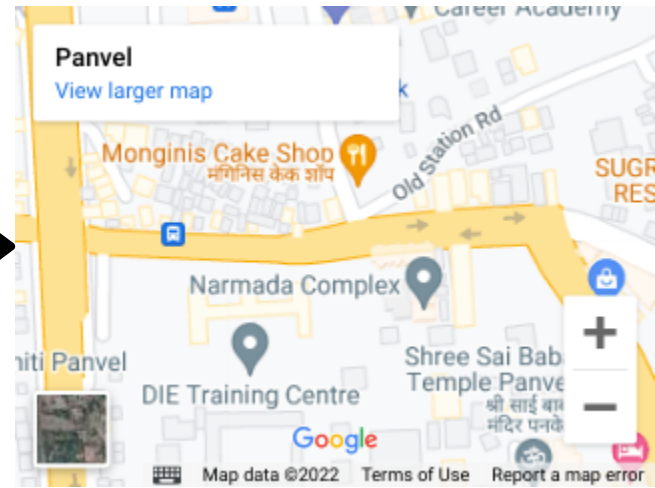 Career Academy
Panvel
View larger map
k
Old Station Rd
Monginis Cake Shop
मोंगिनिस केक शॉप
SUGR
RES
Narmada Complex
niti Panvel
Shree Sai Bab
Temple Panve
श्री साई बाब
मंदिर पनवे
DIE Training Centre
Google
Map data ©2022 Terms of Use Report a map error